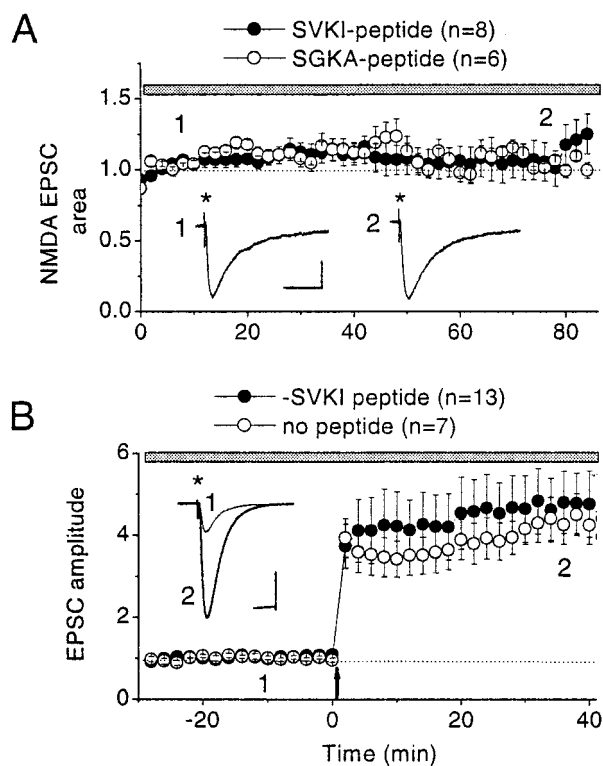 A
SVKI-peptide (n=8)
SGKA-peptide (n=6)
NMDA EPSC
area
1.5
1.0
0.5
0.0
1
2
*
1
*
2
0
20
40
60
80
B
-SVKI peptide (n=13)
no peptide (n=7)
EPSC amplitude
6
4
2
0
*
1
2
1
2
-20
0
20
40
Time (min)